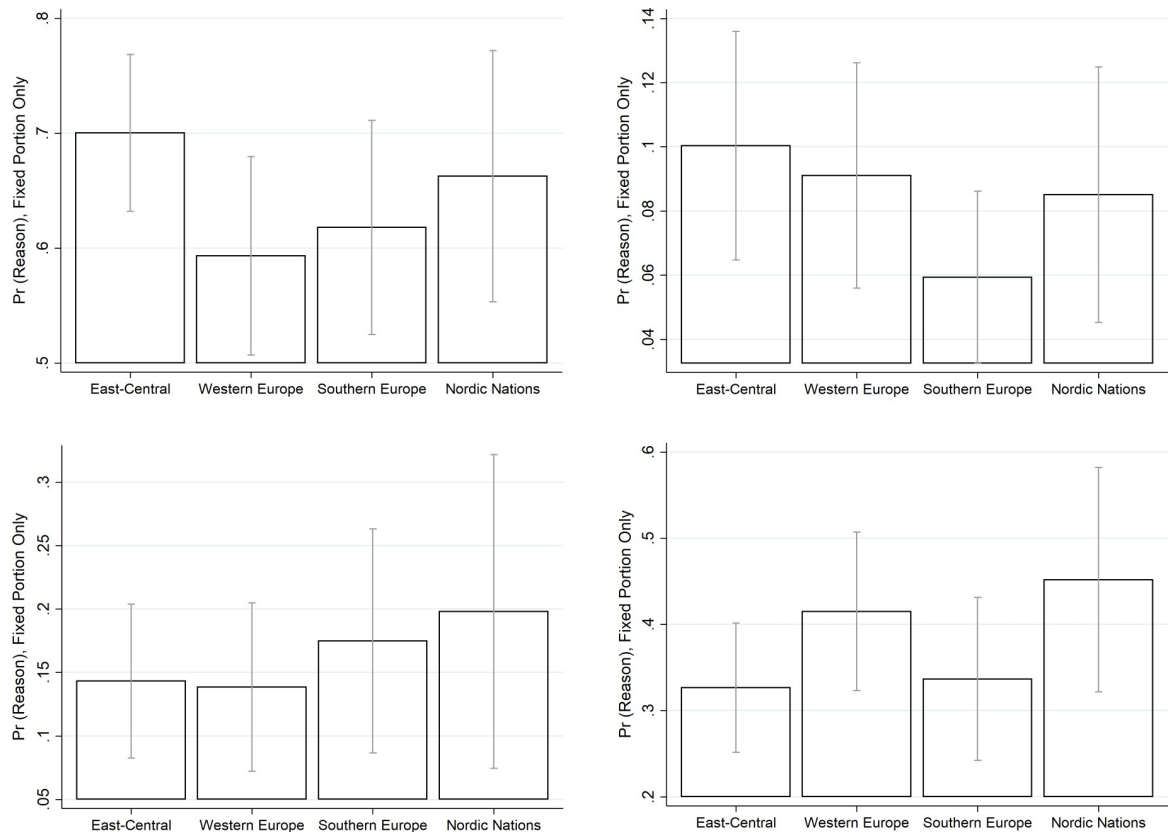 Pr (Reason), Fixed Portion Only
.8
.7
.6
.5
East-Central Western Europe Southern Europe Nordic Nations
Pr (Reason), Fixed Portion Only
.14
.12
.1
.08
.06
.04
East-Central Western Europe Southern Europe Nordic Nations
Pr (Reason), Fixed Portion Only
.3
.25
.2
.15
.1
.05
East-Central Western Europe Southern Europe Nordic Nations
Pr (Reason), Fixed Portion Only
.6
.5
.4
.3
.2
East-Central Western Europe Southern Europe Nordic Nations